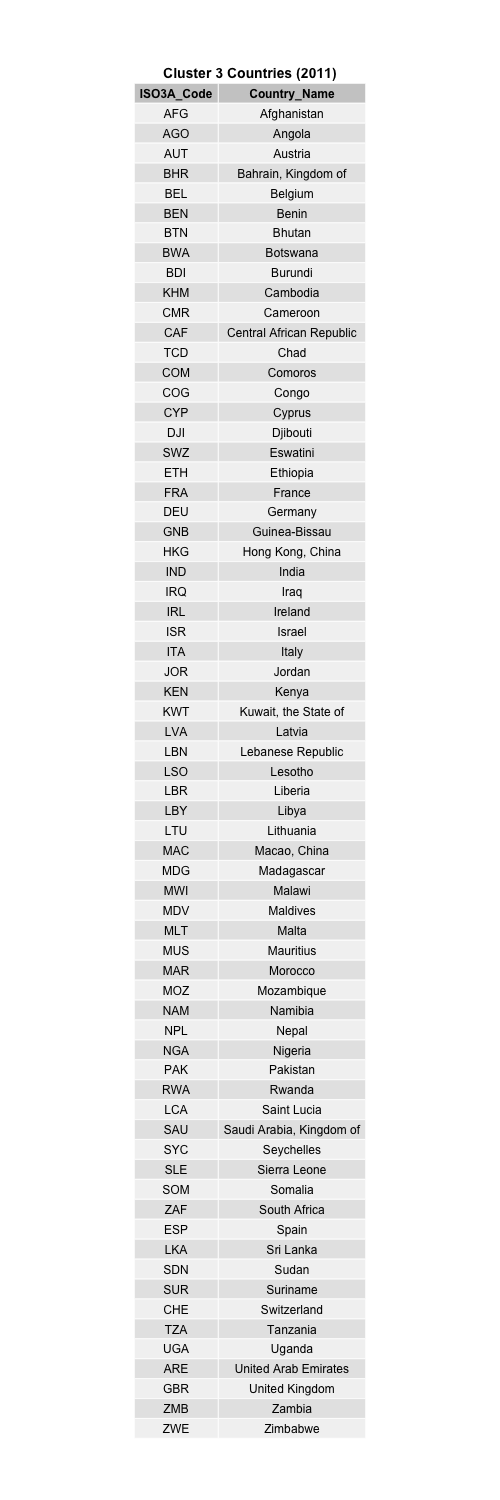 Cluster 3 Countries (2011)
ISO3A_Code Country_Name
AFG Afghanistan
AGO Angola
AUT Austria
BHR Bahrain, Kingdom of
BEL Belgium
BEN Benin
BTN Bhutan
BWA Botswana
BDI Burundi
KHM Cambodia
CMR Cameroon
CAF Central African Republic
TCD Chad
COM Comoros
COG Congo
CYP Cyprus
DJI Djibouti
SWZ Eswatini
ETH Ethiopia
FRA France
DEU Germany
GNB Guinea-Bissau
HKG Hong Kong, China
IND India
IRQ Iraq
IRL Ireland
ISR Israel
ITA Italy
JOR Jordan
KEN Kenya
KWT Kuwait, the State of
LVA Latvia
LBN Lebanese Republic
LSO Lesotho
LBR Liberia
LBY Libya
LTU Lithuania
MAC Macao, China
MDG Madagascar
MWI Malawi
MDV Maldives
MLT Malta
MUS Mauritius
MAR Morocco
MOZ Mozambique
NAM Namibia
NPL Nepal
NGA Nigeria
PAK Pakistan
RWA Rwanda
LCA Saint Lucia
SAU Saudi Arabia, Kingdom of
SYC Seychelles
SLE Sierra Leone
SOM Somalia
ZAF South Africa
ESP Spain
LKA Sri Lanka
SDN Sudan
SUR Suriname
CHE Switzerland
TZA Tanzania
UGA Uganda
ARE United Arab Emirates
GBR United Kingdom
ZMB Zambia
ZWE Zimbabwe